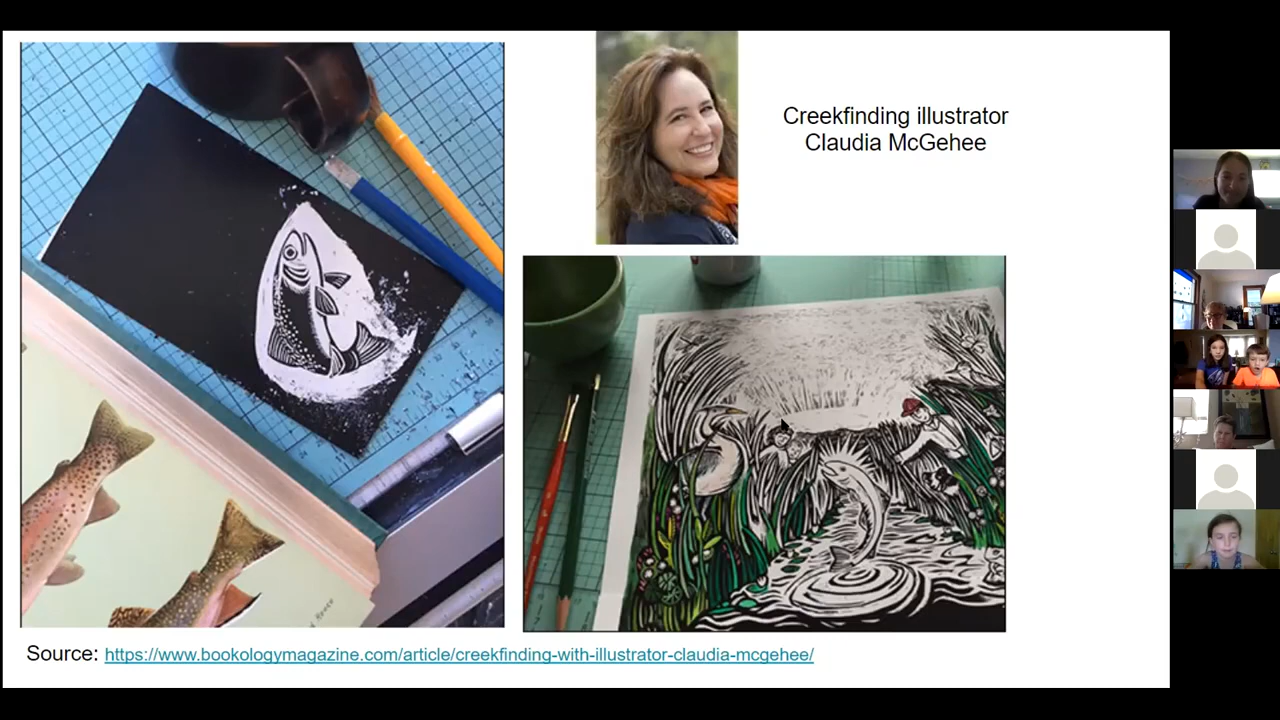 Creekfinding illustrator
Claudia McGehee
Source: https://www.bookologymagazine.com/article/creekfinding-with-illustrator-claudia-mcgehee/